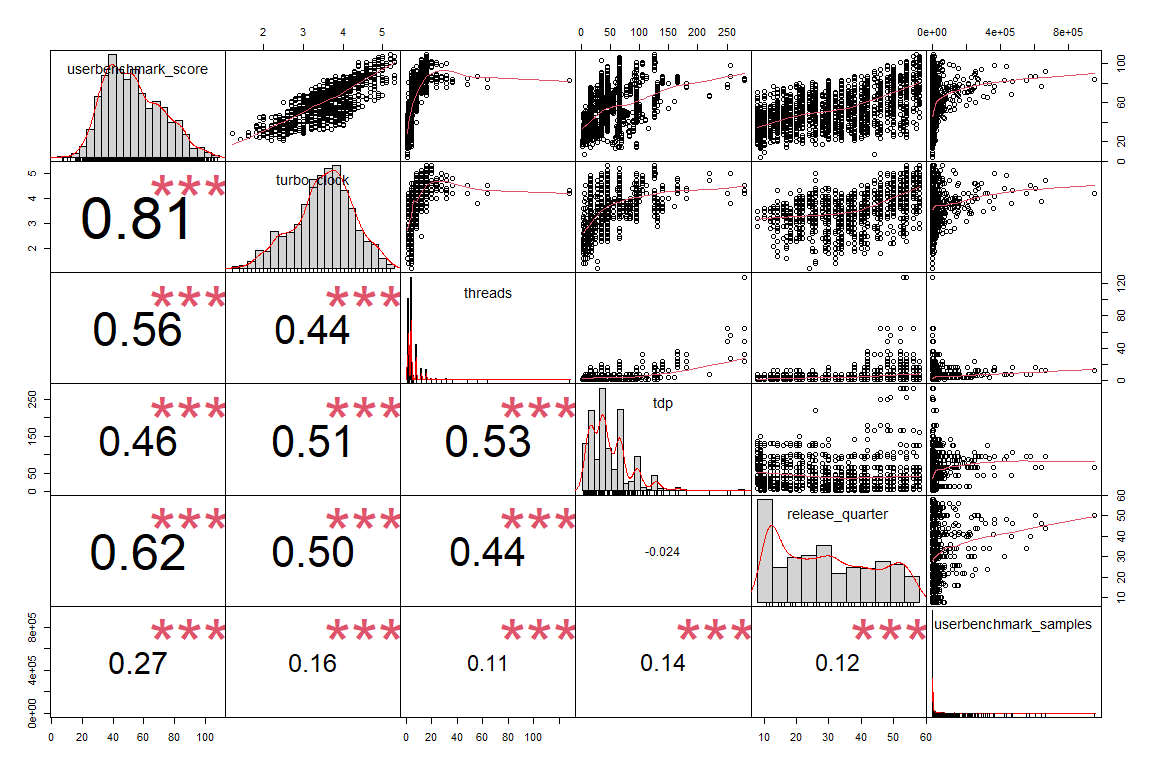 2 3 4 5 0 50 100 150 200 250 0e+00 4e+05 8e+05
userbenchmark_score
0 20 60 100
turbo_clock
2 3 4 5
0.81 ***
threads
0.56 *** 0.44 ***
0 40 80 120
tdp
0 50 150 250
0.46 *** 0.51 *** 0.53 ***
release_quarter
0.62 *** 0.50 *** 0.44 *** -0.024
10 20 30 40 50 60
userbenchmark_samples
0e+00 4e+05 8e+05
0.27 *** 0.16 *** 0.11 *** 0.14 *** 0.12 ***
0 20 40 60 80 100 0 20 40 60 80 100 10 20 30 40 50 60